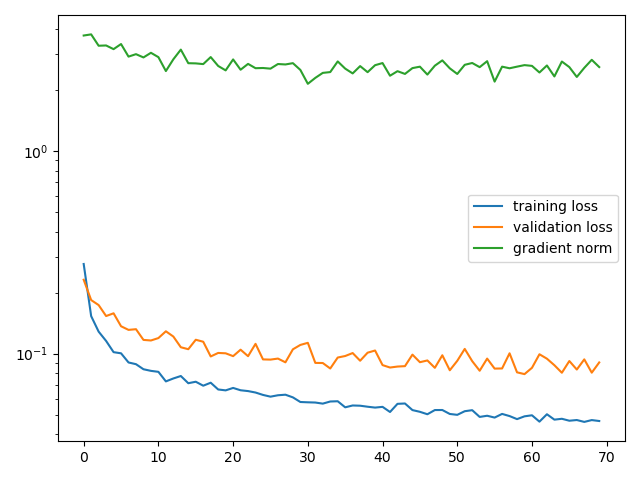 10⁰
10⁻¹
training loss
validation loss
gradient norm
0 10 20 30 40 50 60 70